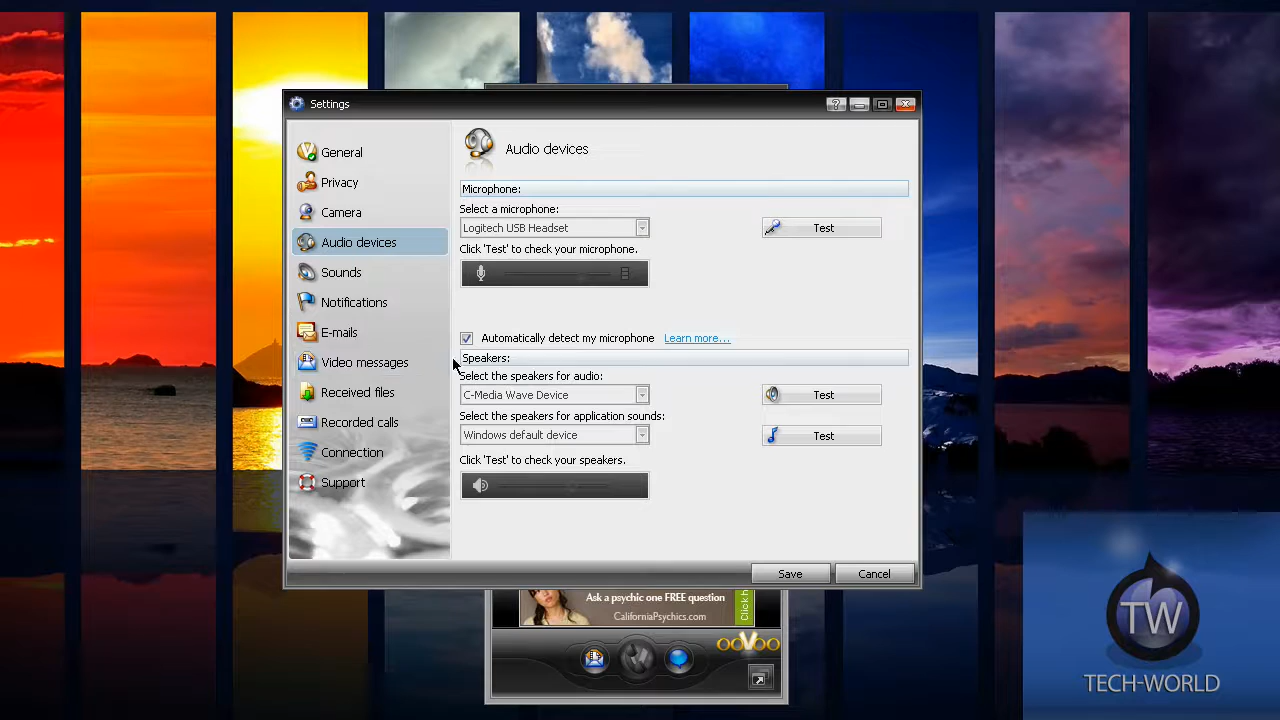 Settings
?
General
Privacy
Camera
Audio devices
Sounds
Notifications
E-mails
Video messages
Received files
Recorded calls
Connection
Support
Audio devices
Microphone:
Select a microphone:
Logitech USB Headset
Test
Click 'Test' to check your microphone.
Automatically detect my microphone Learn more...
Speakers:
Select the speakers for audio:
C-Media Wave Device
Test
Select the speakers for application sounds:
Windows default device
Test
Click 'Test' to check your speakers.
Save
Cancel
Ask a psychic one FREE question
CaliforniaPsychics.com
Click h
ooVoo
TW
TECH-WORLD